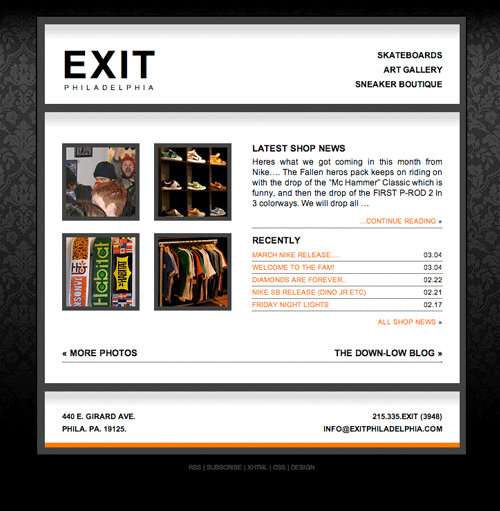 EXIT
PHILADELPHIA
SKATEBOARDS
ART GALLERY
SNEAKER BOUTIQUE
LATEST SHOP NEWS
Heres what we got coming in this month from
Nike…. The Fallen heros pack keeps on riding on
with the drop of the "Mc Hammer" Classic which is
funny, and then the drop of the FIRST P-ROD 2 In
3 colorways. We will drop all …
...CONTINUE READING »
RECENTLY
MARCH NIKE RELEASE…. 03.04
WELCOME TO THE FAM! 03.04
DIAMONDS ARE FOREVER.. 02.22
NIKE SB RELEASE (DINO JR ETC) 02.21
FRIDAY NIGHT LIGHTS 02.17
ALL SHOP NEWS »
Habitat
JANOSKI
« MORE PHOTOS
THE DOWN-LOW BLOG »
440 E. GIRARD AVE.
PHILA. PA. 19125.
215.335.EXIT (3948)
INFO@EXITPHILADELPHIA.COM
RSS | SUBSCRIBE | XHTML | CSS | DESIGN